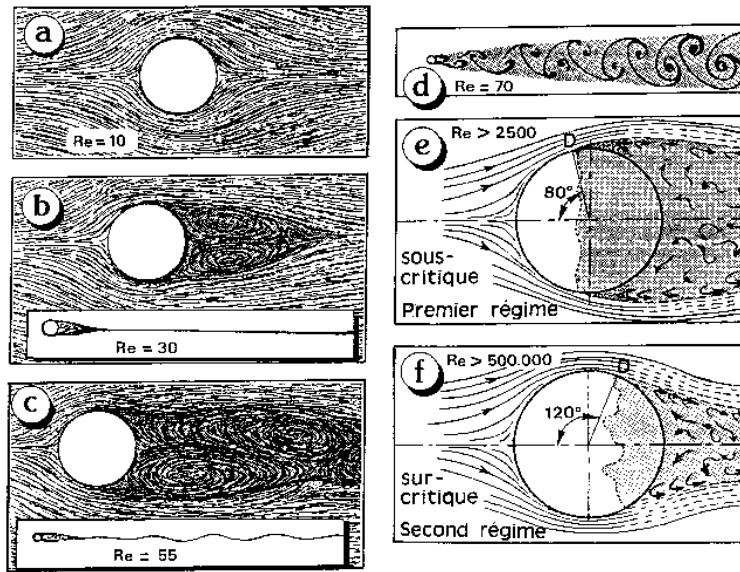 a
Re = 10
b
Re = 30
c
Re = 55
d
Re = 70
e
Re > 2500
D
80°
sous-
critique
Premier régime
f
Re > 500.000
D
120°
sur-
critique
Second régime